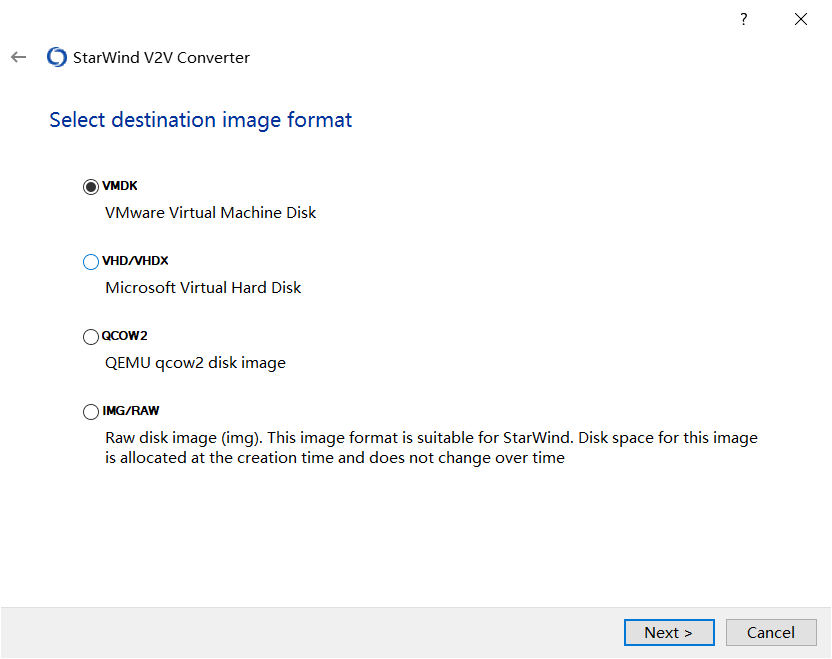 ?
StarWind V2V Converter
Select destination image format
VMDK
VMware Virtual Machine Disk
VHD/VHDX
Microsoft Virtual Hard Disk
QCOW2
QEMU qcow2 disk image
IMG/RAW
Raw disk image (img). This image format is suitable for StarWind. Disk space for this image
is allocated at the creation time and does not change over time
Next > Cancel